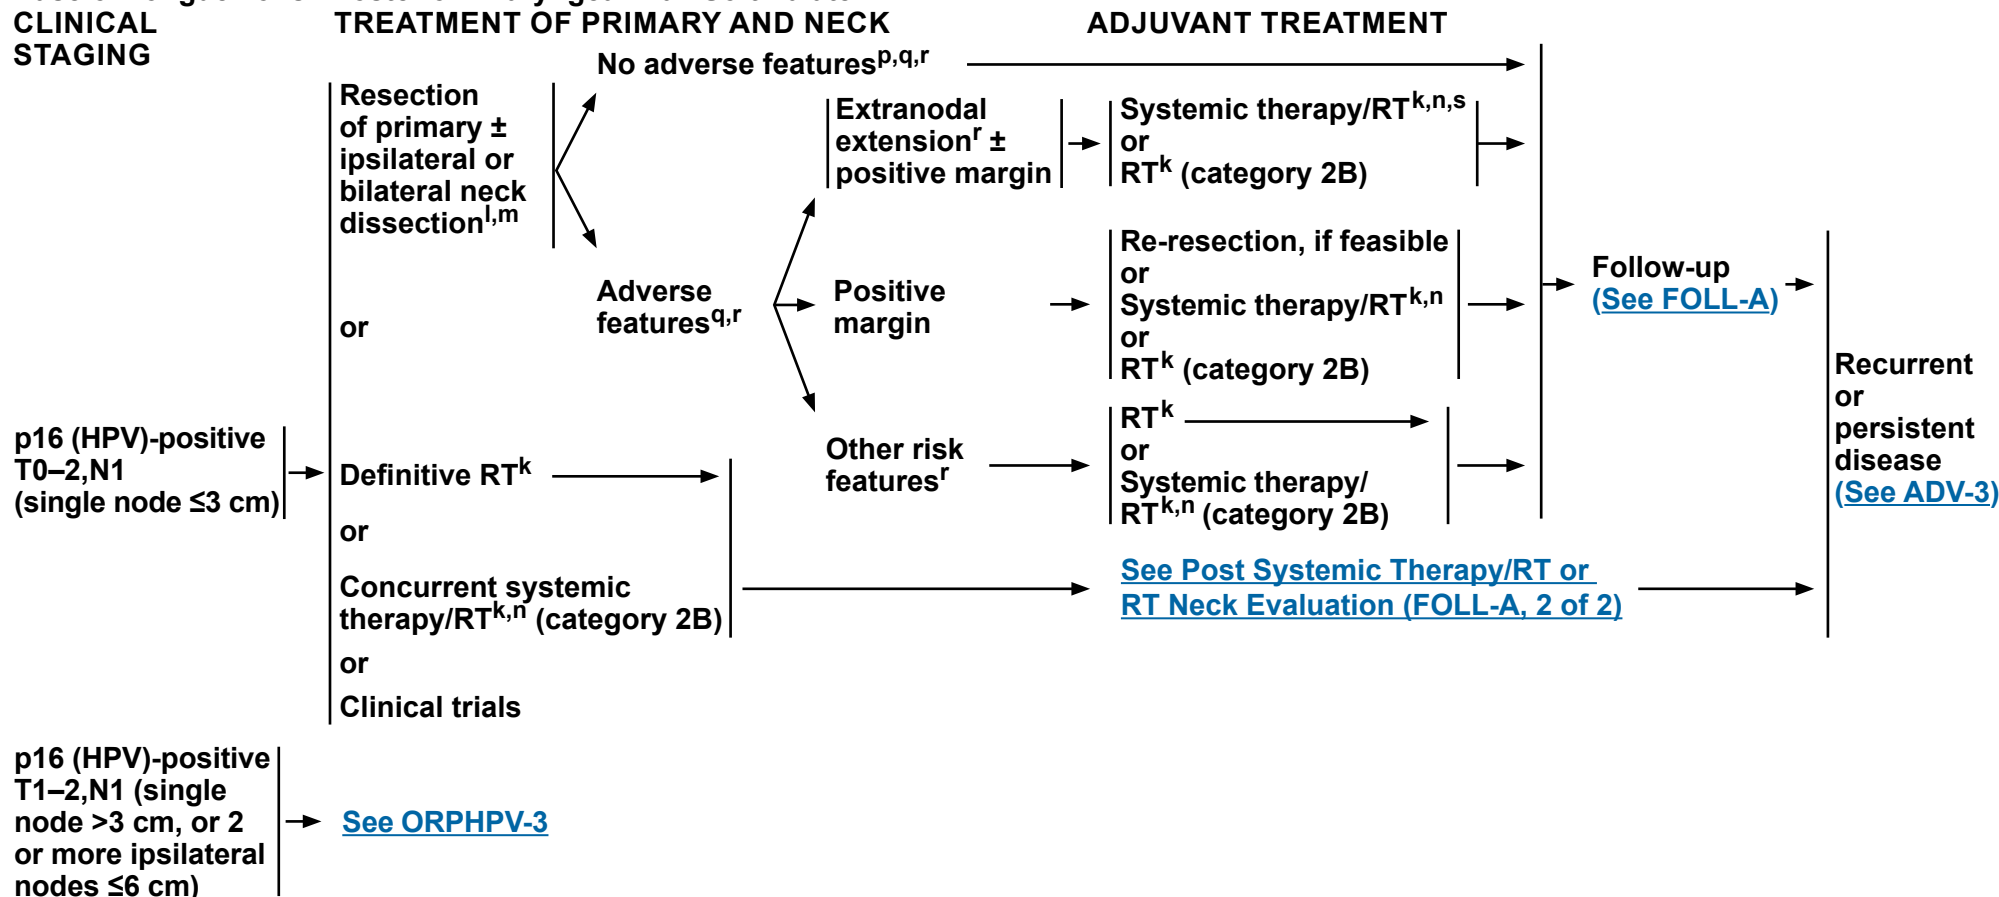 CLINICAL
STAGING
TREATMENT OF PRIMARY AND NECK
ADJUVANT TREATMENT
p16 (HPV)-positive
T0–2,N1
(single node ≤3 cm)
Resection
of primary ±
ipsilateral or
bilateral neck
dissectionl,m
or
Definitive RTk
or
Concurrent systemic
therapy/RTk,n (category 2B)
or
Clinical trials
No adverse featuresp,q,r
Adverse
featuresq,r
Extranodal
extensionr ±
positive margin
Positive
margin
Other risk
featuresr
Systemic therapy/RTk,n,s
or
RTk (category 2B)
Re-resection, if feasible
or
Systemic therapy/RTk,n
or
RTk (category 2B)
RTk
or
Systemic therapy/
RTk,n (category 2B)
See Post Systemic Therapy/RT or
RT Neck Evaluation (FOLL-A, 2 of 2)
Follow-up
(See FOLL-A)
Recurrent
or
persistent
disease
(See ADV-3)
p16 (HPV)-positive
T1–2,N1 (single
node >3 cm, or 2
or more ipsilateral
nodes ≤6 cm)
See ORPHPV-3